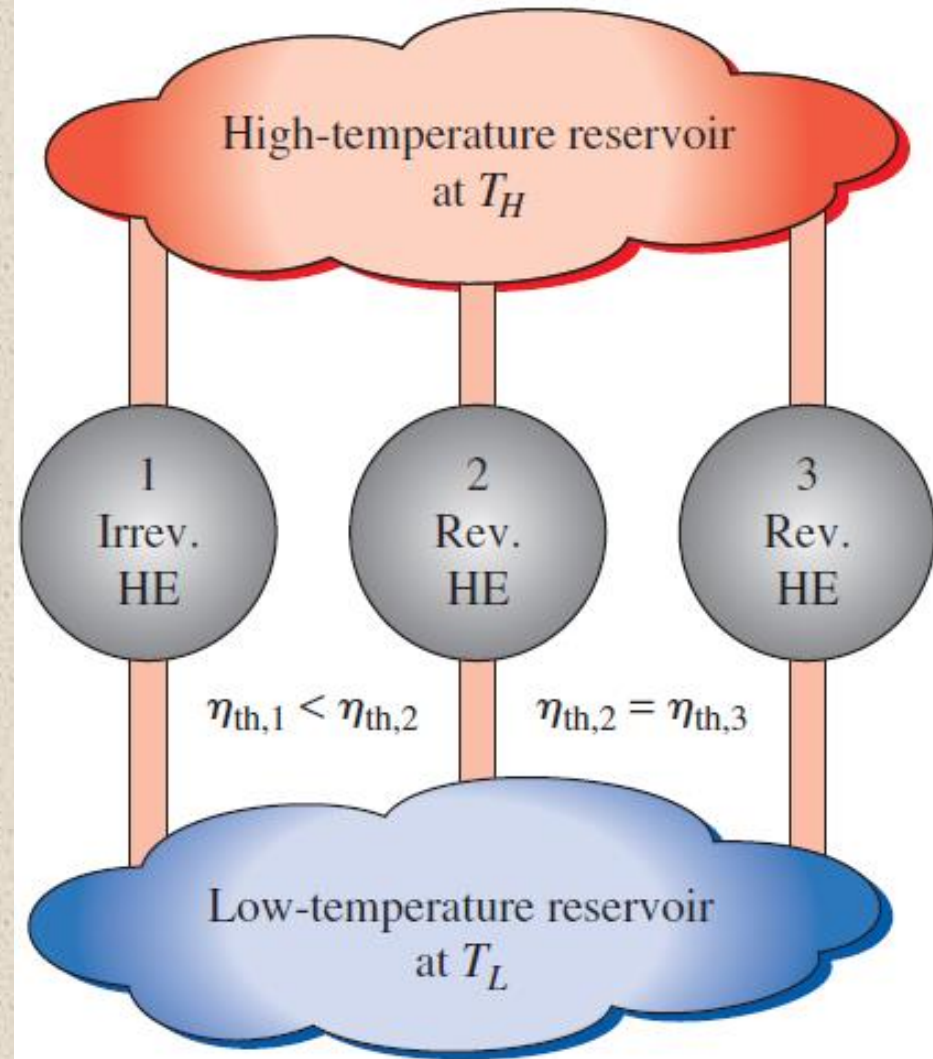 High-temperature reservoir
at T_H
1
Irrev.
HE
2
Rev.
HE
3
Rev.
HE
η_th,1 < η_th,2
η_th,2 = η_th,3
Low-temperature reservoir
at T_L